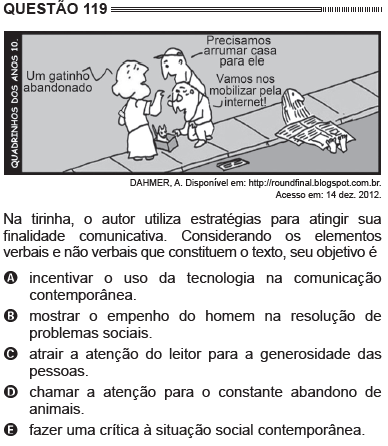 QUESTÃO 119
QUADRINHOS DOS ANOS 10.
Um gatinho
abandonado
Precisamos
arrumar casa
para ele
Vamos nos
mobilizar pela
internet!
DAHMER, A. Disponível em: http://roundfinal.blogspot.com.br.
Acesso em: 14 dez. 2012.
Na tirinha, o autor utiliza estratégias para atingir sua
finalidade comunicativa. Considerando os elementos
verbais e não verbais que constituem o texto, seu objetivo é
A incentivar o uso da tecnologia na comunicação
contemporânea.
B mostrar o empenho do homem na resolução de
problemas sociais.
C atrair a atenção do leitor para a generosidade das
pessoas.
D chamar a atenção para o constante abandono de
animais.
E fazer uma crítica à situação social contemporânea.